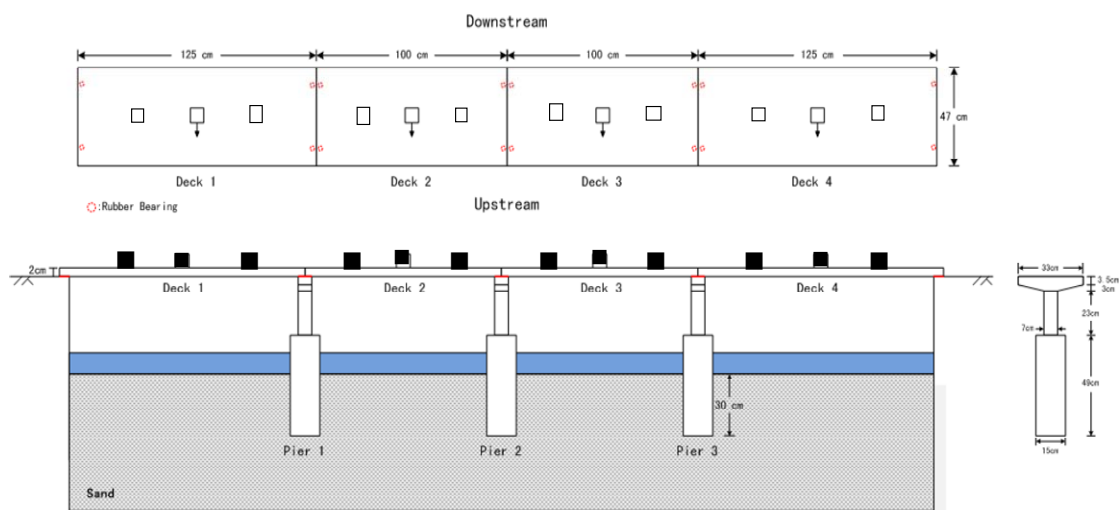 Downstream
125 cm 100 cm 100 cm 125 cm
47 cm
Deck 1 Deck 2 Deck 3 Deck 4
:Rubber Bearing
Upstream
2cm
Deck 1 Deck 2 Deck 3 Deck 4
33cm
3.5cm
3cm
23cm
7cm
30 cm
49cm
Pier 1 Pier 2 Pier 3
15cm
Sand